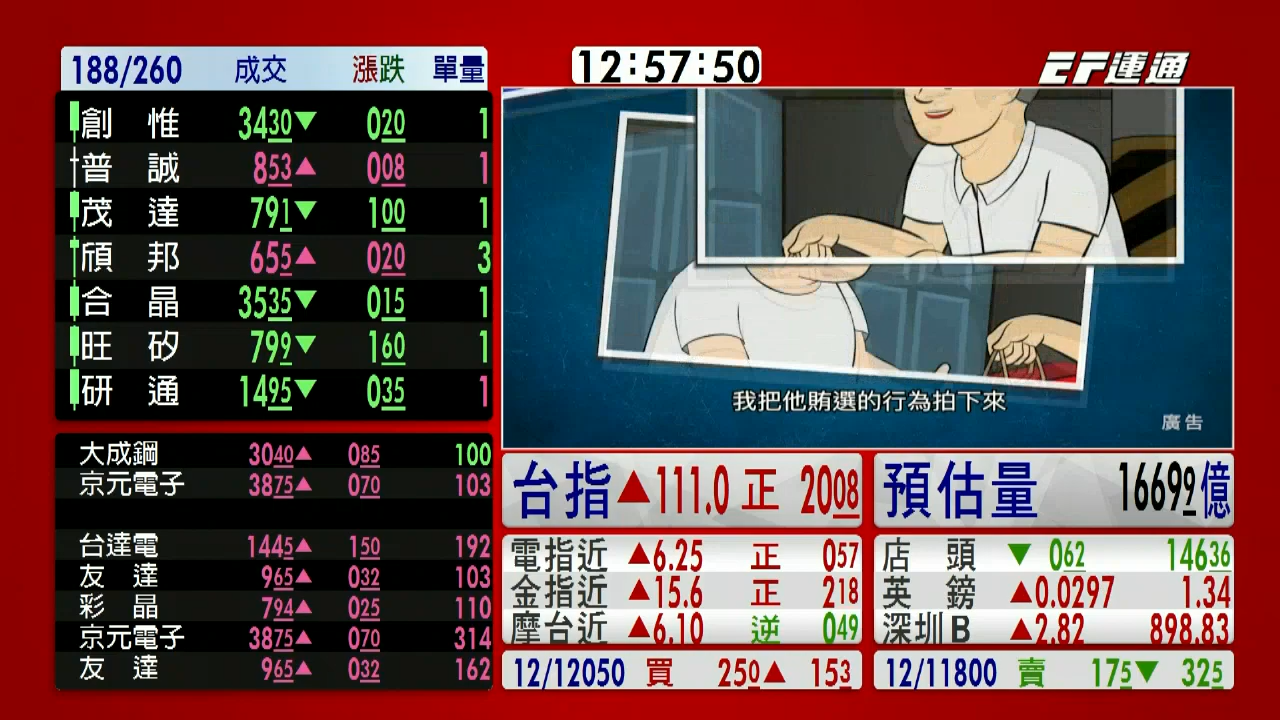 188/260 成交 漲跌 單量
創惟 3430▼ 020 1
普誠 853▲ 008 1
茂達 791▼ 100 1
頎邦 655▲ 020 3
合晶 3535▼ 015 1
旺矽 799▼ 160 1
研通 1495▼ 035 1
大成鋼 3040▲ 085 100
京元電子 3875▲ 070 103
台達電 1445▲ 150 192
友達 965▲ 032 103
彩晶 794▲ 025 110
京元電子 3875▲ 070 314
友達 965▲ 032 162
12:57:50
EF運通
我把他賄選的行為拍下來
廣告
台指▲111.0 正 2008
預估量 16699億
電指近 ▲6.25 正 057
金指近 ▲15.6 正 218
摩台近 ▲6.10 逆 049
店頭 ▼062 14636
英鎊 ▲0.0297 1.34
深圳B ▲2.82 898.83
12/12050 買 250▲ 153
12/11800 賣 175▼ 325